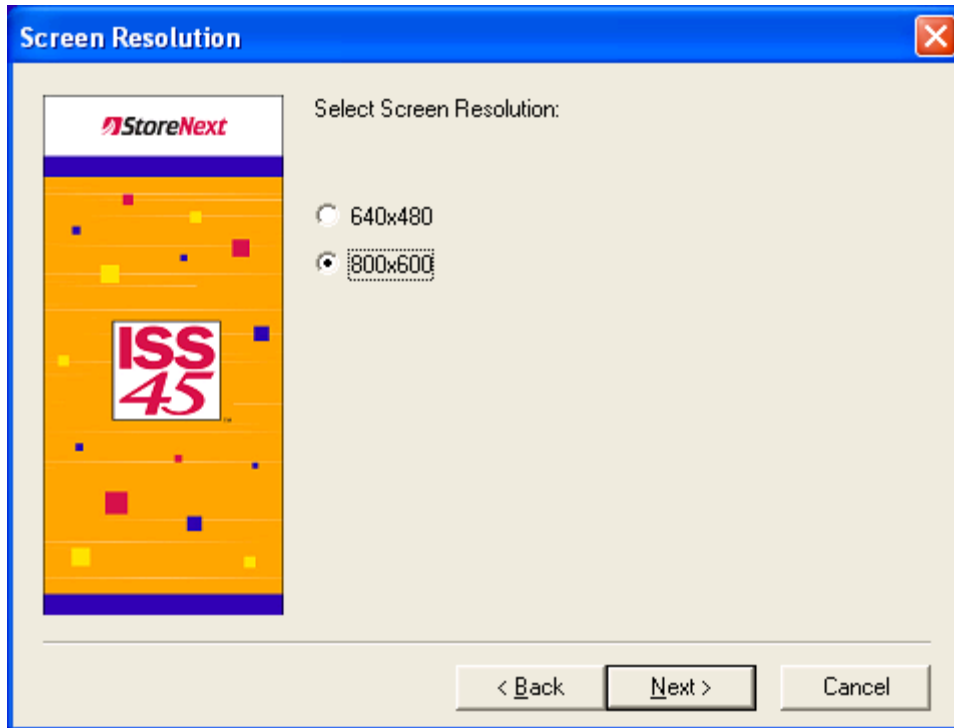 Screen Resolution
StoreNext
Select Screen Resolution:
640x480
800x600
ISS
45
< Back
Next >
Cancel